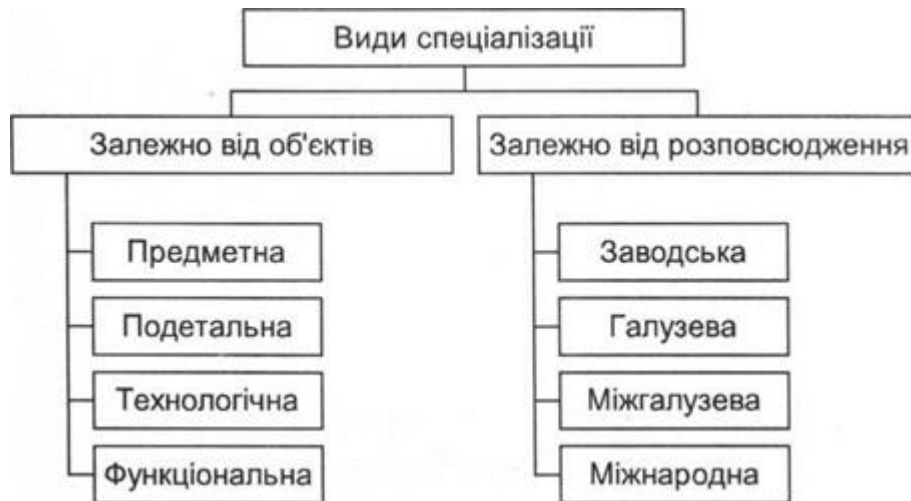 Види спеціалізації
Залежно від об'єктів
Предметна
Подетальна
Технологічна
Функціональна
Залежно від розповсюдження
Заводська
Галузева
Міжгалузева
Міжнародна